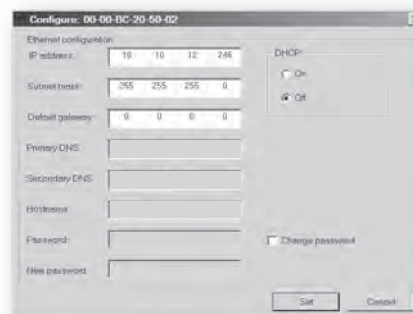 Configure: 00-00-BC-20-50-02
Ethernet configuration
IP address: 10 10 12 246
DHCP:
On
Subnet mask: 255 255 255 0
Off
Default gateway: 0 0 0 0
Primary DNS:
Secondary DNS:
Hostname
Password:
Change password
New password
Set
Cancel